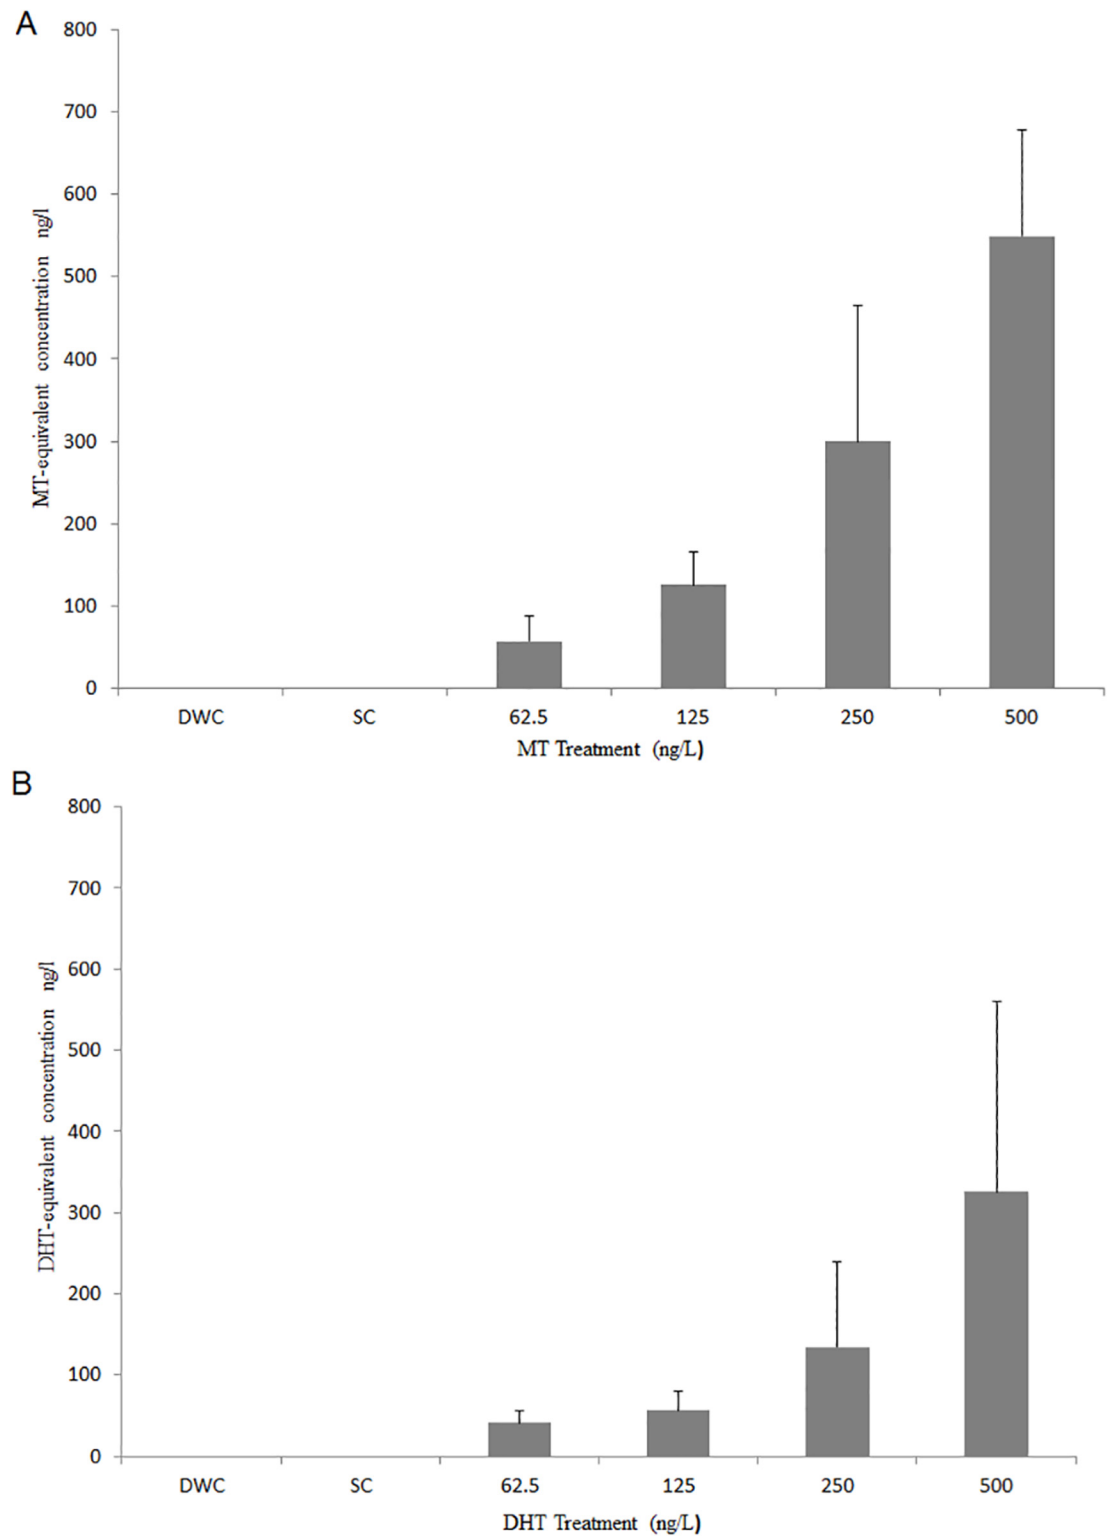 A
800
700
600
500
400
300
200
100
0
MT-equivalent concentration ng/l
DWC SC 62.5 125 250 500
MT Treatment (ng/L)
B
800
700
600
500
400
300
200
100
0
DHT-equivalent concentration ng/l
DWC SC 62.5 125 250 500
DHT Treatment (ng/L)